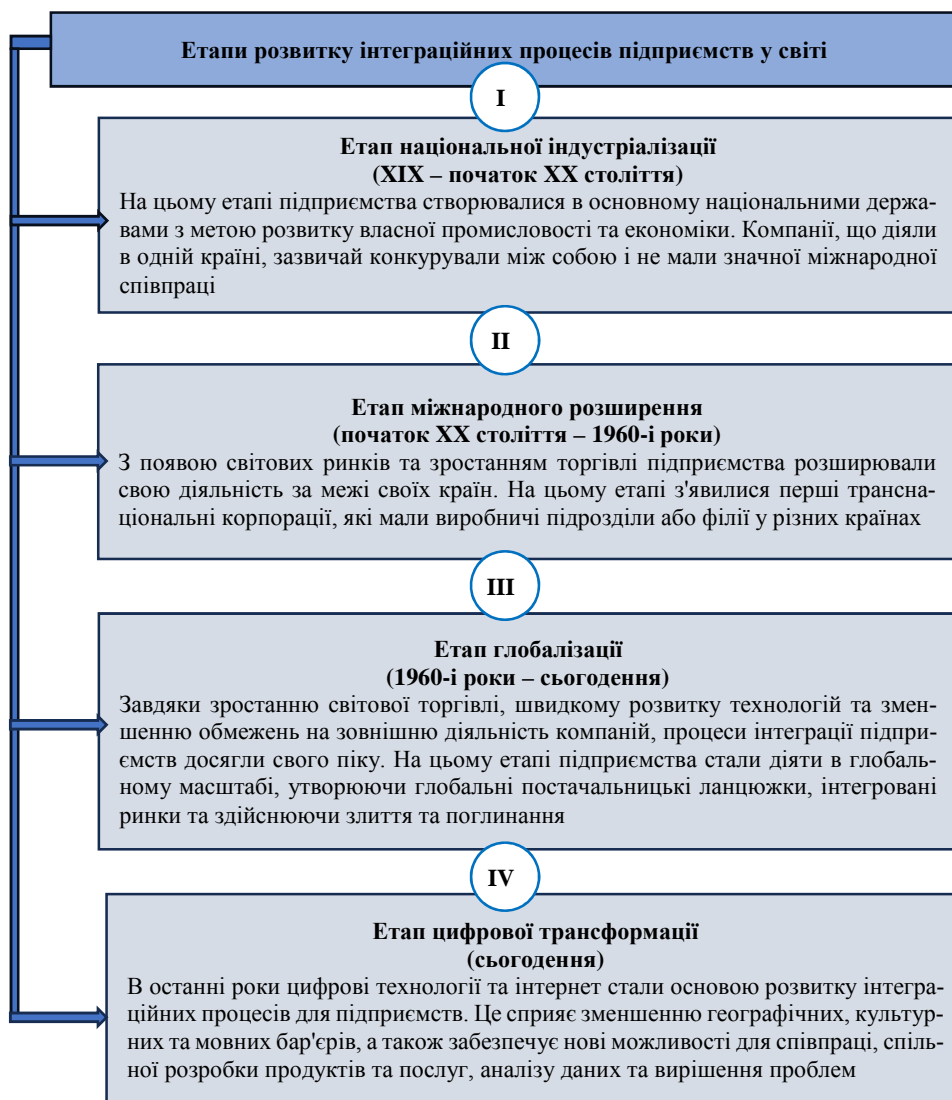 Етапи розвитку інтеграційних процесів підприємств у світі
I
Етап національної індустріалізації
(XIX – початок XX століття)
На цьому етапі підприємства створювалися в основному національними держа-
вами з метою розвитку власної промисловості та економіки. Компанії, що діяли
в одній країні, зазвичай конкурували між собою і не мали значної міжнародної
співпраці
II
Етап міжнародного розширення
(початок XX століття – 1960-і роки)
З появою світових ринків та зростанням торгівлі підприємства розширювали
свою діяльність за межі своїх країн. На цьому етапі з'явилися перші трансна-
ціональні корпорації, які мали виробничі підрозділи або філії у різних країнах
III
Етап глобалізації
(1960-і роки – сьогодення)
Завдяки зростанню світової торгівлі, швидкому розвитку технологій та змен-
шенню обмежень на зовнішню діяльність компаній, процеси інтеграції підпри-
ємств досягли свого піку. На цьому етапі підприємства стали діяти в глобаль-
ному масштабі, утворюючи глобальні постачальницькі ланцюжки, інтегровані
ринки та здійснюючи злиття та поглинання
IV
Етап цифрової трансформації
(сьогодення)
В останні роки цифрові технології та інтернет стали основою розвитку інтегра-
ційних процесів для підприємств. Це сприяє зменшенню географічних, культур-
них та мовних бар'єрів, а також забезпечує нові можливості для співпраці, спіль-
ної розробки продуктів та послуг, аналізу даних та вирішення проблем